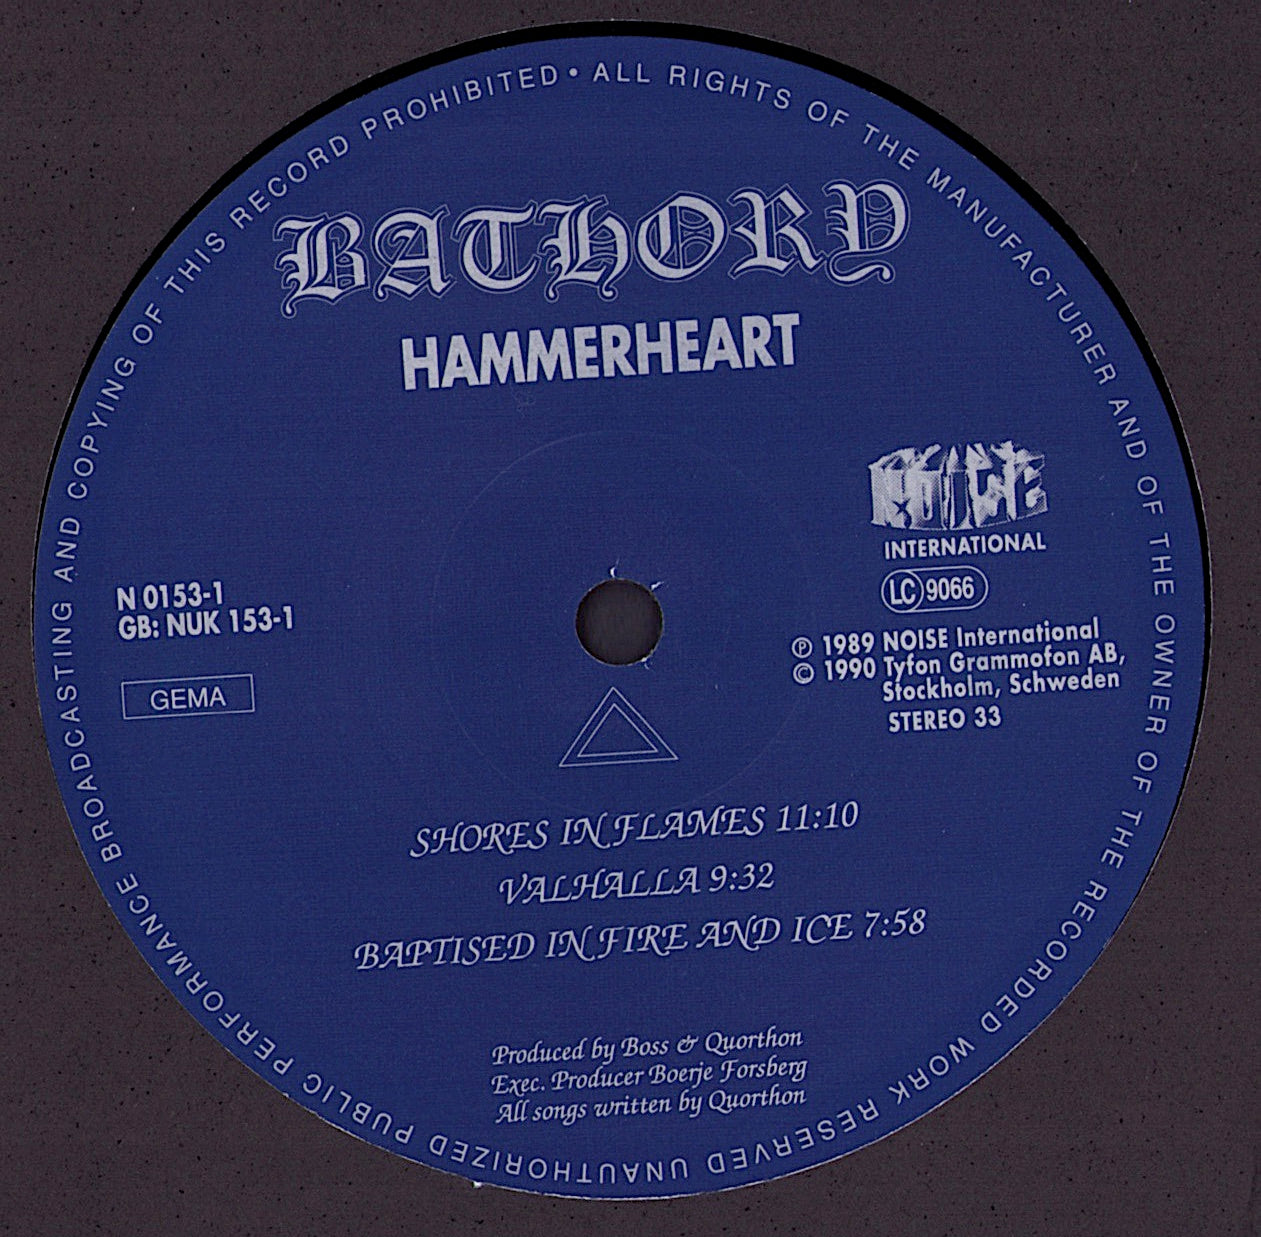 ALL RIGHTS OF THE MANUFACTURER AND OF THE OWNER OF THE RECORDED WORK RESERVED UNAUTHORIZED PUBLIC PERFORMANCE BROADCASTING AND COPYING OF THIS RECORD PROHIBITED •
BATHORY
HAMMERHEART
NOISE
INTERNATIONAL
LC 9066
N 0153-1
GB: NUK 153-1
GEMA
℗ 1989 NOISE International
© 1990 Tyfon Grammofon AB,
Stockholm, Schweden
STEREO 33
SHORES IN FLAMES 11:10
VALHALLA 9:32
BAPTISED IN FIRE AND ICE 7:58
Produced by Boss & Quorthon
Exec. Producer Boerje Forsberg
All songs written by Quorthon